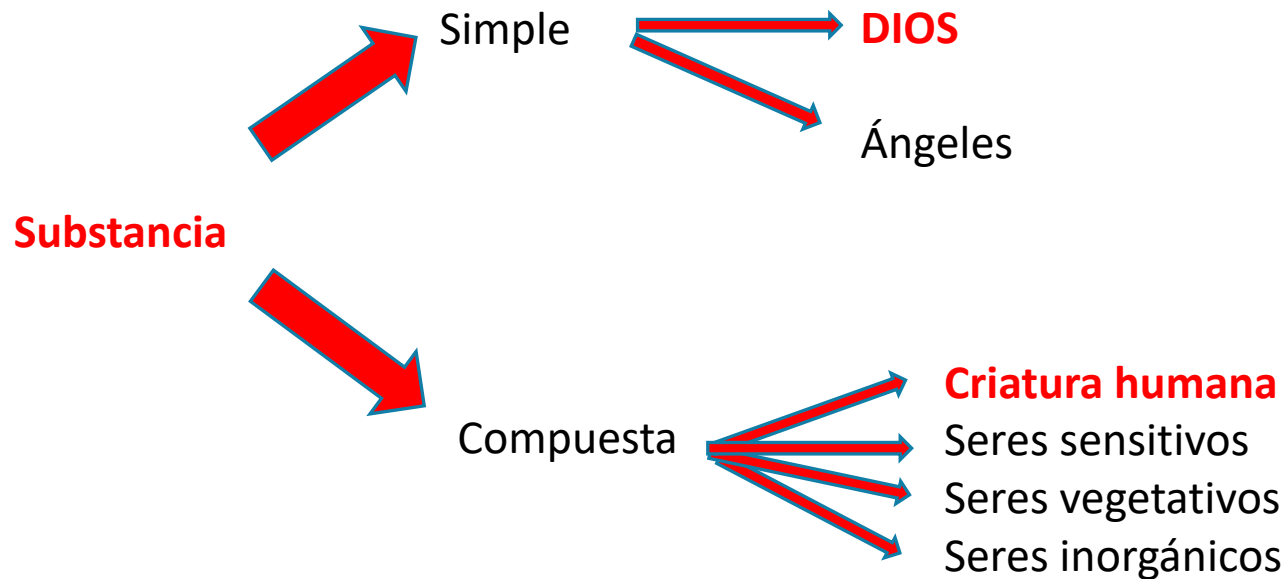 Simple
DIOS
Ángeles
Substancia
Compuesta
Criatura humana
Seres sensitivos
Seres vegetativos
Seres inorgánicos